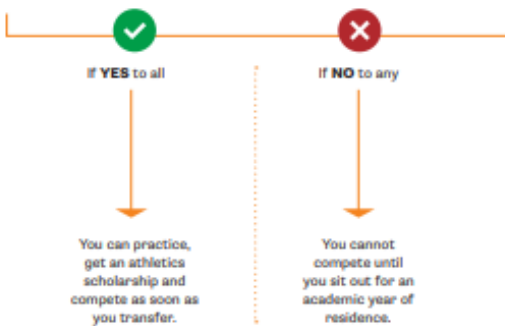 If YES to all
If NO to any
You can practice,
get an athletics
scholarship and
compete as soon as
you transfer.
You cannot
compete until
you sit out for an
academic year of
residence.